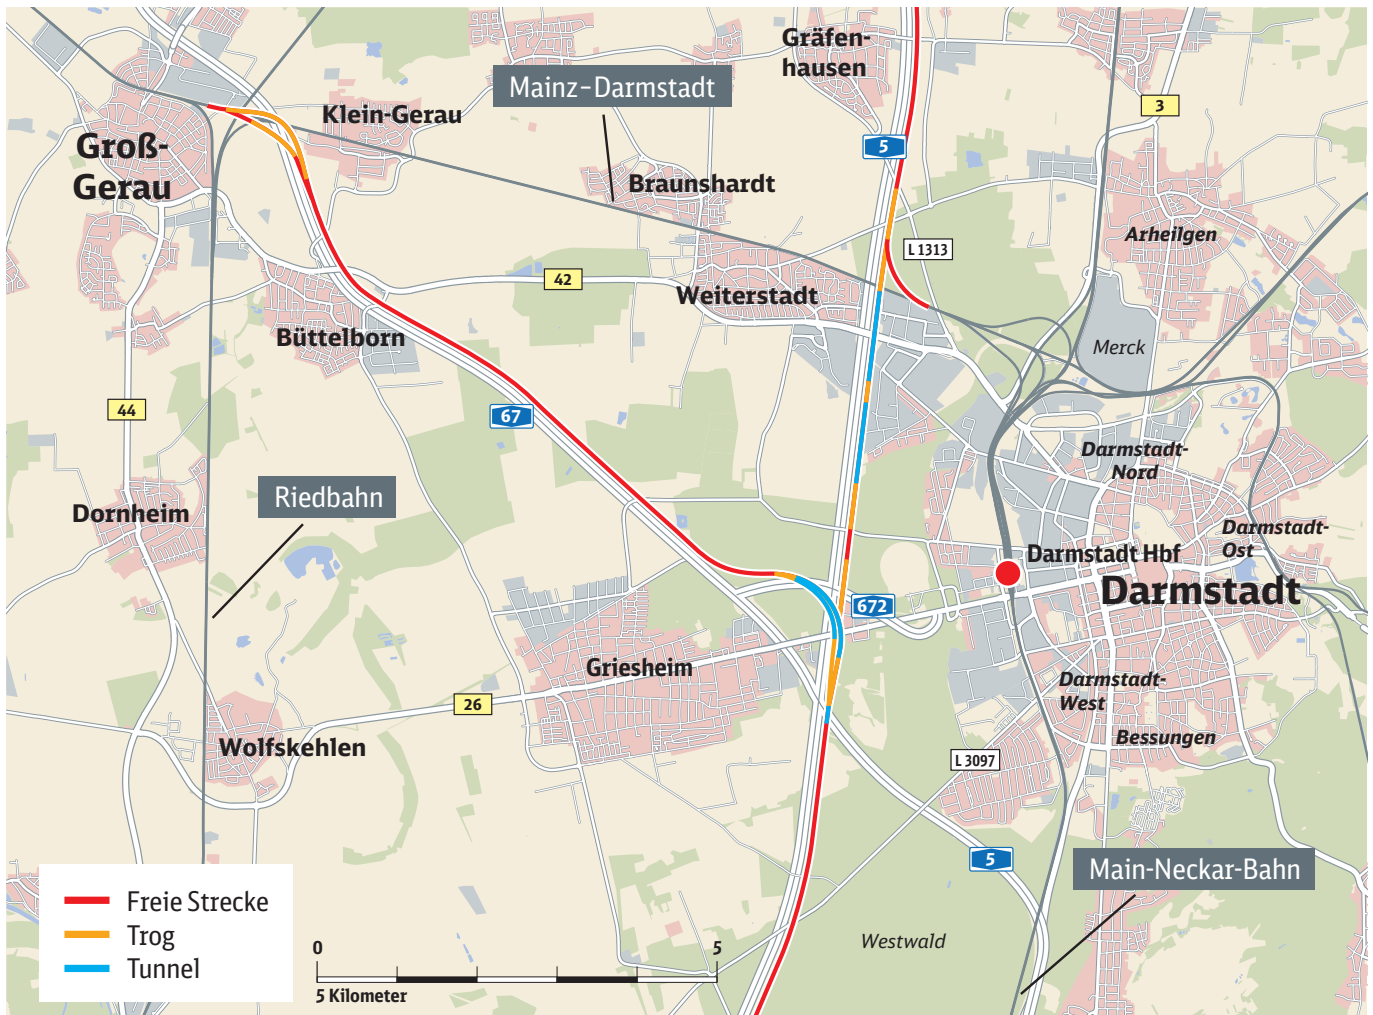 Gräfen-
hausen
Mainz-Darmstadt
3
Klein-Gerau
5
Groß-
Gerau
Braunshardt
Arheilgen
L 1313
42
Weiterstadt
Büttelborn
Merck
44
67
Darmstadt-
Nord
Riedbahn
Dornheim
Darmstadt-
Ost
Darmstadt Hbf
Darmstadt
672
Griesheim
Darmstadt-
West
26
Bessungen
Wolfskehlen
L 3097
5
Main-Neckar-Bahn
Freie Strecke
Trog
Tunnel
0 5
5 Kilometer
Westwald